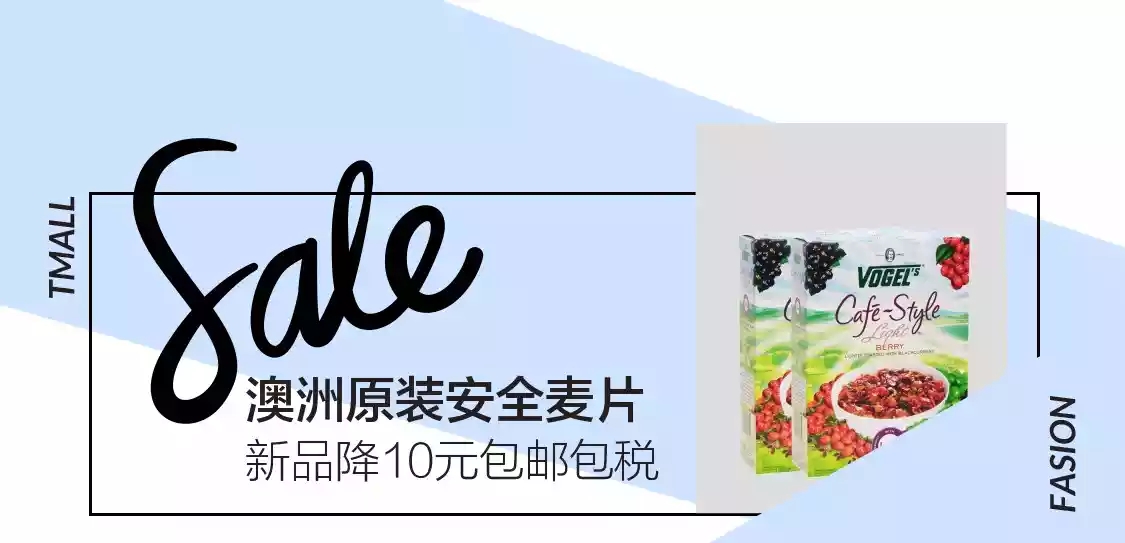 TMALL
Sale
澳洲原装安全麦片
新品降10元包邮包税
VOGEL'S
Café-Style
Light
BERRY
FASION